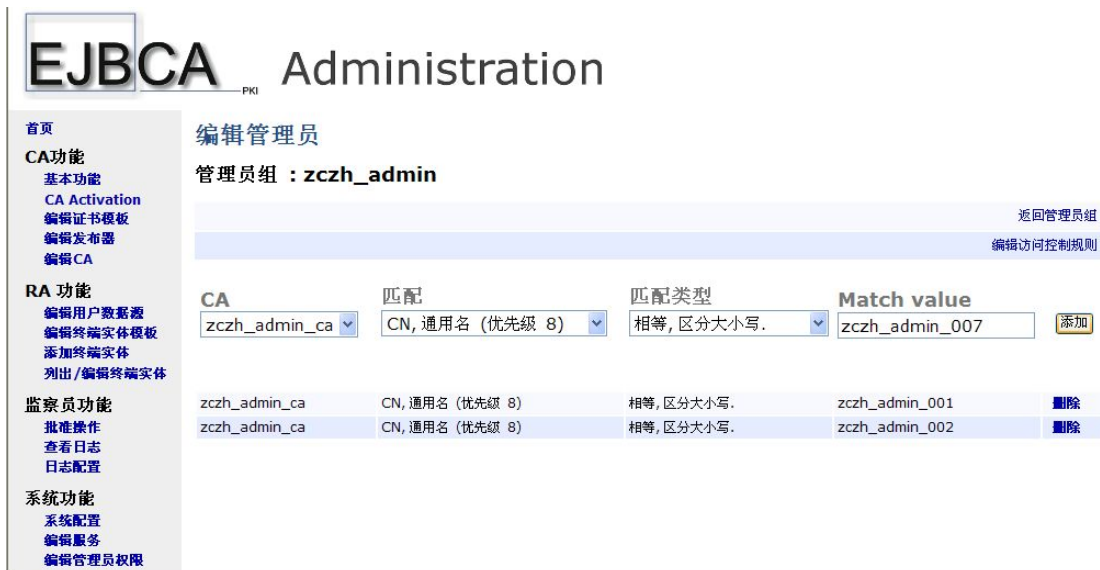 EJBCA PKI Administration
首页
CA功能
基本功能
CA Activation
编辑证书模板
编辑发布器
编辑CA
RA 功能
编辑用户数据源
编辑终端实体模板
添加终端实体
列出/编辑终端实体
监察员功能
批准操作
查看日志
日志配置
系统功能
系统配置
编辑服务
编辑管理员权限
编辑管理员
管理员组 : zczh_admin
返回管理员组
编辑访问控制规则
CA 匹配 匹配类型 Match value
zczh_admin_ca CN, 通用名 (优先级 8) 相等, 区分大小写. zczh_admin_007 添加
zczh_admin_ca CN, 通用名 (优先级 8) 相等, 区分大小写. zczh_admin_001 删除
zczh_admin_ca CN, 通用名 (优先级 8) 相等, 区分大小写. zczh_admin_002 删除